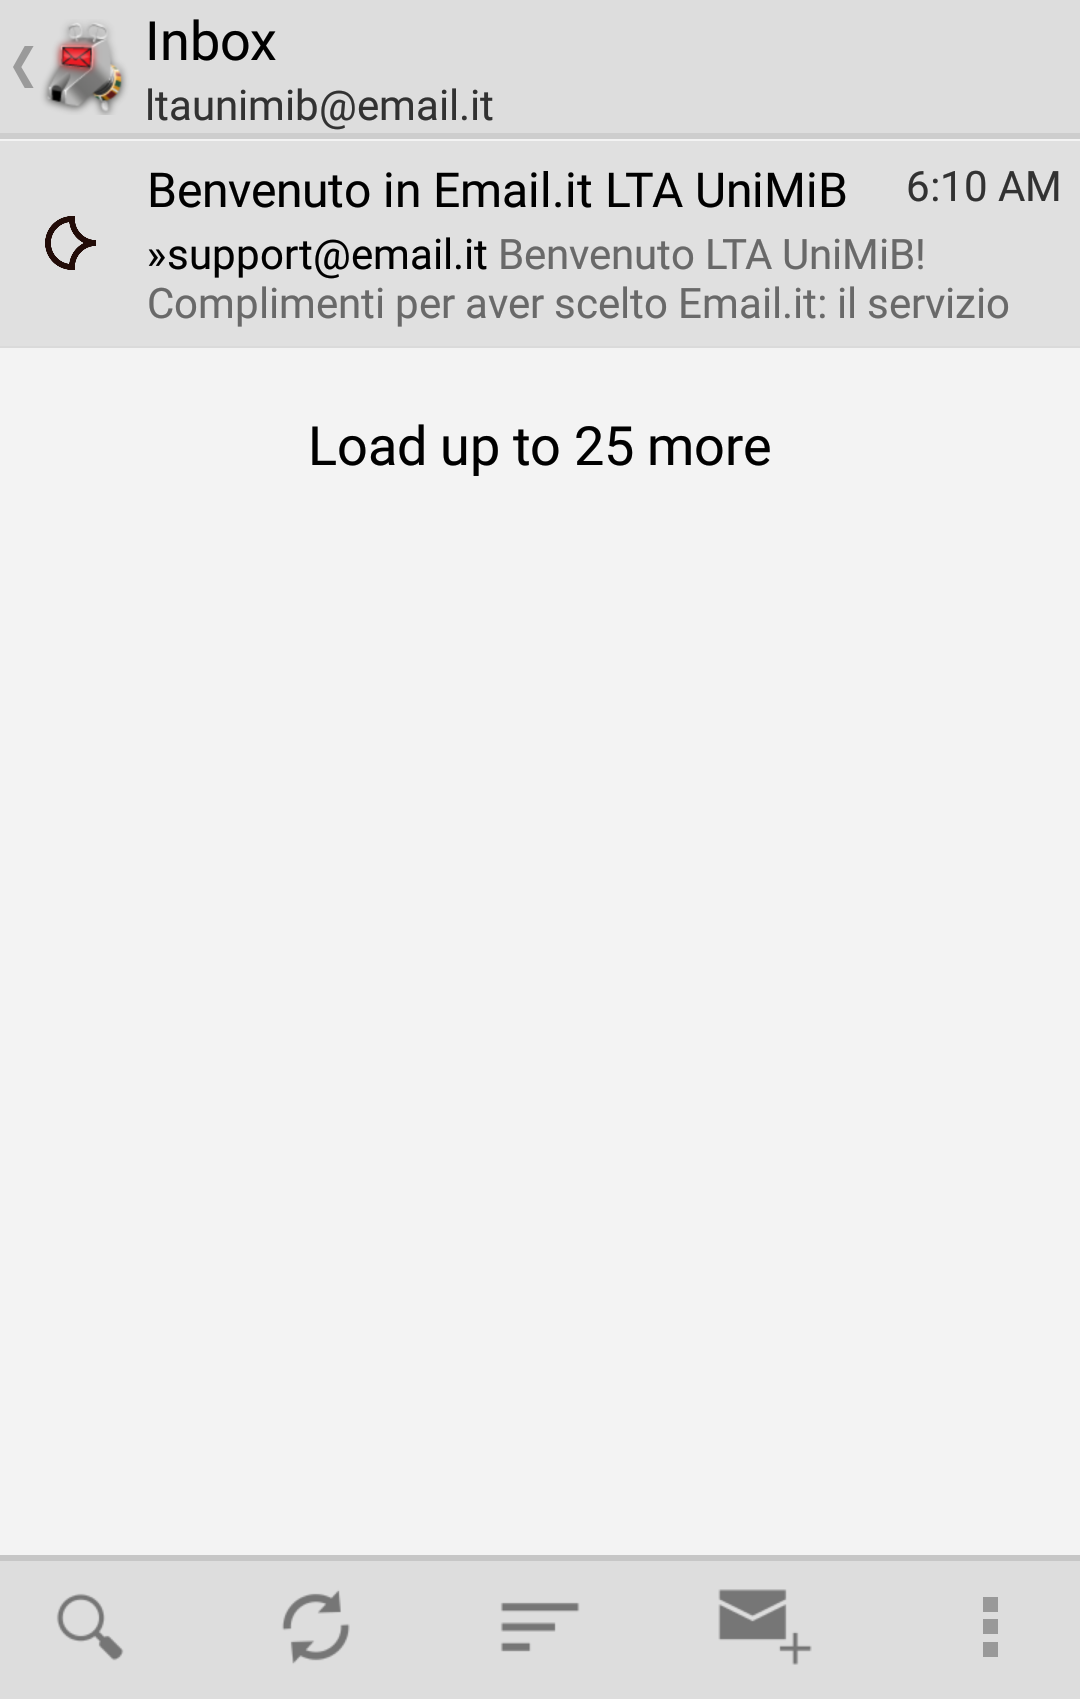 Inbox
ltaunimib@email.it
Benvenuto in Email.it LTA UniMiB 6:10 AM
»support@email.it Benvenuto LTA UniMiB!
Complimenti per aver scelto Email.it: il servizio
Load up to 25 more